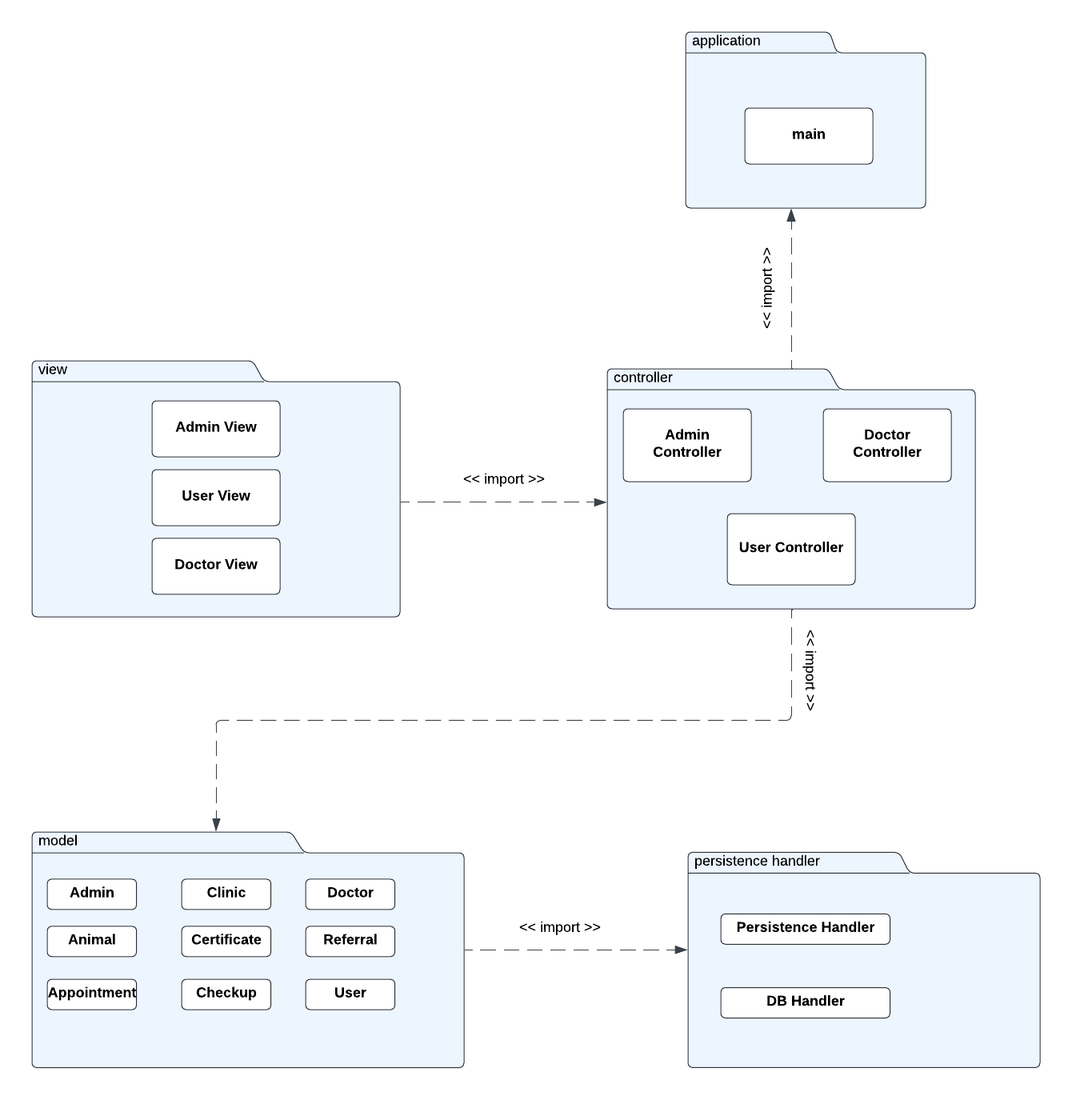 application
main
<< import >>
view
Admin View
User View
Doctor View
<< import >>
controller
Admin
Controller
Doctor
Controller
User Controller
<< import >>
model
Admin
Clinic
Doctor
Animal
Certificate
Referral
Appointment
Checkup
User
<< import >>
persistence handler
Persistence Handler
DB Handler